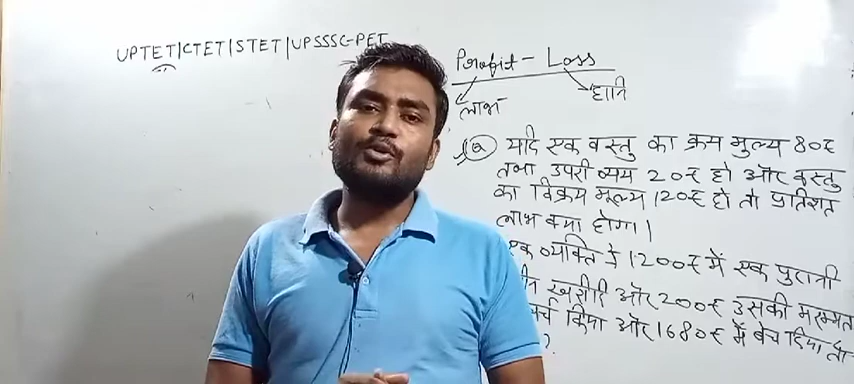 UPTET|CTET|STET|UPSSSC-PET
Profit - Loss
लाभ
हानि
Q यदि एक वस्तु का क्रय मुल्य 80₹
तथा उपरी व्यय 20₹ हो और वस्तु
का विक्रय मूल्य 120₹ हो तो प्रतिशत
लाभ क्या होगा।
एक व्यक्ति ने 1200₹ में एक पुरानी
खरीदी और 200₹ उसकी मरम्मत
किया और 1680₹ में बेच दिया तो
?